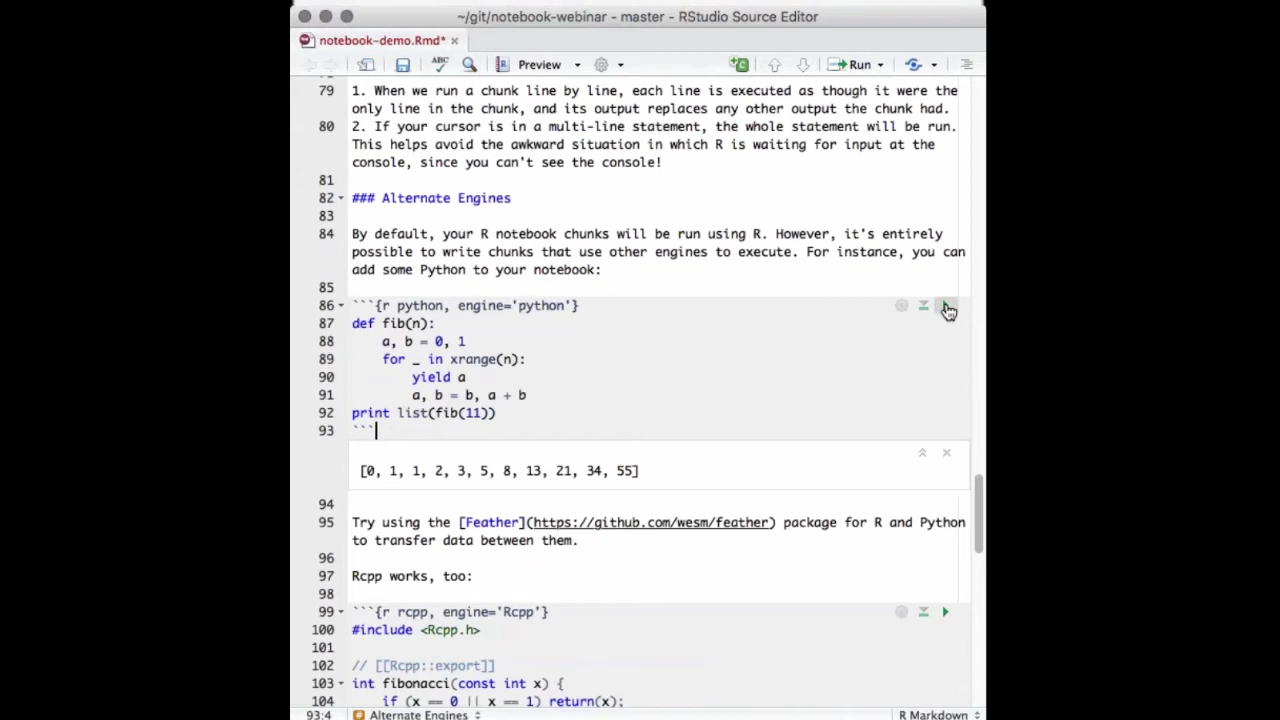 ~/git/notebook-webinar - master - RStudio Source Editor
notebook-demo.Rmd*
ABC Preview Run
79 1. When we run a chunk line by line, each line is executed as though it were the
only line in the chunk, and its output replaces any other output the chunk had.
80 2. If your cursor is in a multi-line statement, the whole statement will be run.
This helps avoid the awkward situation in which R is waiting for input at the
console, since you can't see the console!
81
82 ### Alternate Engines
83
84 By default, your R notebook chunks will be run using R. However, it's entirely
possible to write chunks that use other engines to execute. For instance, you can
add some Python to your notebook:
85
86 ```{r python, engine='python'}
87 def fib(n):
88     a, b = 0, 1
89     for _ in xrange(n):
90         yield a
91         a, b = b, a + b
92 print list(fib(11))
93 ```
[0, 1, 1, 2, 3, 5, 8, 13, 21, 34, 55]
94
95 Try using the [Feather](https://github.com/wesm/feather) package for R and Python
to transfer data between them.
96
97 Rcpp works, too:
98
99 ```{r rcpp, engine='Rcpp'}
100 #include <Rcpp.h>
101
102 // [[Rcpp::export]]
103 int fibonacci(const int x) {
104     if (x == 0 || x == 1) return(x);
93:4 Alternate Engines R Markdown